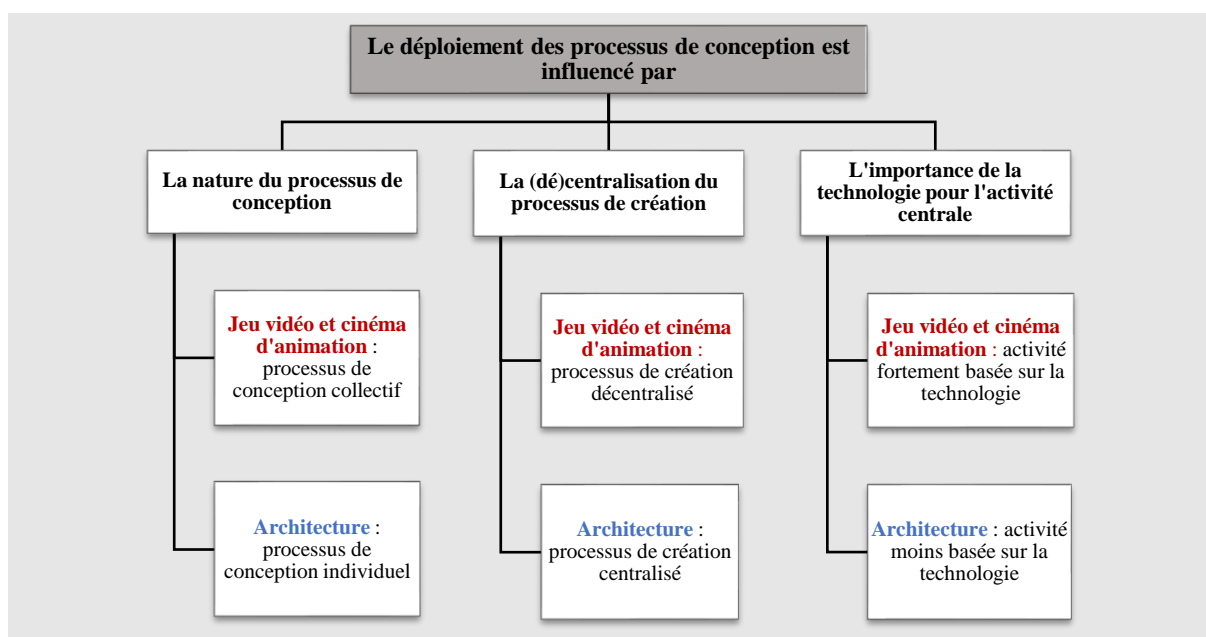 Le déploiement des processus de conception est
influencé par
La nature du processus de
conception
La (dé)centralisation du
processus de création
L'importance de la
technologie pour l'activité
centrale
Jeu vidéo et cinéma
d'animation :
processus de
conception collectif
Jeu vidéo et cinéma
d'animation :
processus de création
décentralisé
Jeu vidéo et cinéma
d'animation : activité
fortement basée sur la
technologie
Architecture :
processus de
conception individuel
Architecture :
processus de création
centralisé
Architecture : activité
moins basée sur la
technologie